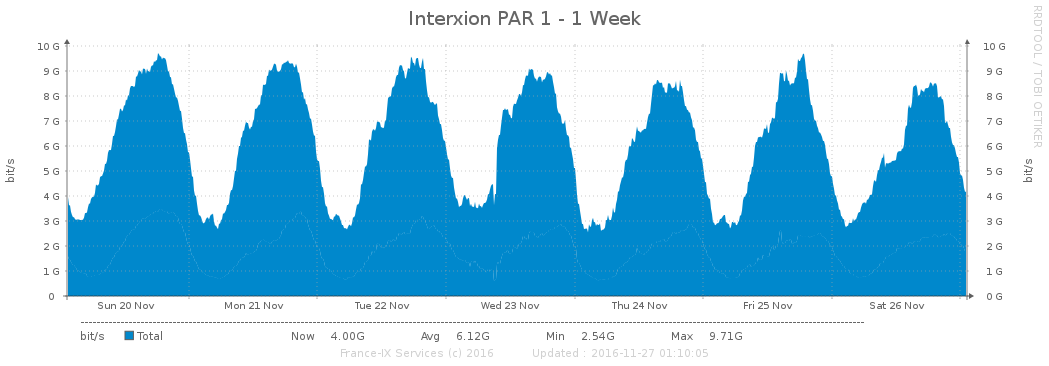 Interxion PAR 1 - 1 Week
RRDTOOL / TOBI OETIKER
10 G 10 G
9 G 9 G
8 G 8 G
7 G 7 G
6 G 6 G
5 G 5 G
4 G 4 G
3 G 3 G
2 G 2 G
1 G 1 G
0 0 G
bit/s
bit/s
Sun 20 Nov Mon 21 Nov Tue 22 Nov Wed 23 Nov Thu 24 Nov Fri 25 Nov Sat 26 Nov
bit/s Total Now 4.00G Avg 6.12G Min 2.54G Max 9.71G
France-IX Services (c) 2016 Updated : 2016-11-27 01:10:05